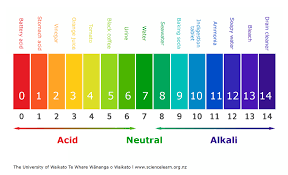 Battery acid
Stomach acid
Vinegar
Orange juice
Tomato
Black coffee
Urine
Water
Seawater
Baking soda
Indigestion
tablet
Ammonia
Soapy water
Bleach
Drain cleaner
0 1 2 3 4 5 6 7 8 9 10 11 12 13 14
0 1 2 3 4 5 6 7 8 9 10 11 12 13 14
Acid Neutral Alkali
The University of Waikato Te Whare Wānanga o Waikato I www.sciencelearn.org.nz